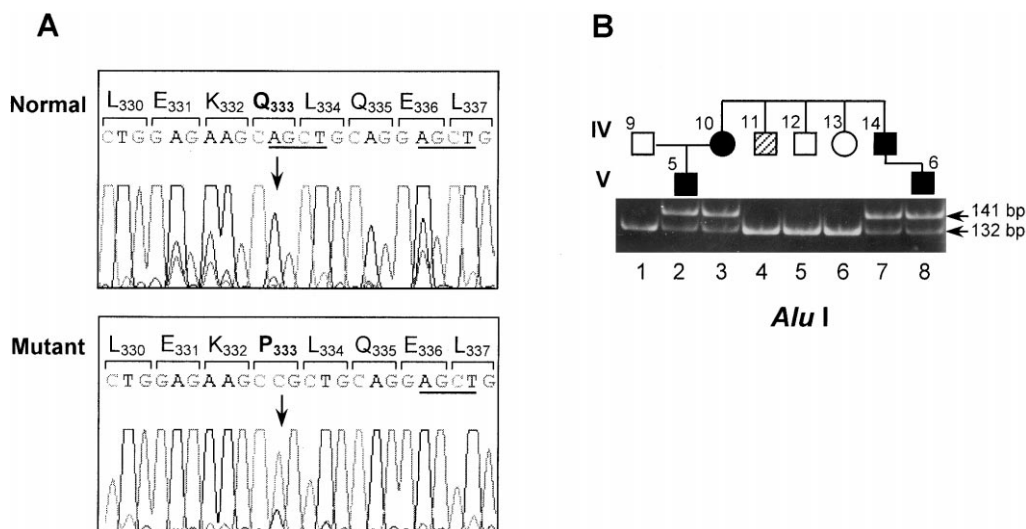 A
Normal
L330 E331 K332 Q333 L334 Q335 E336 L337
CTGGAGAAGCAGCTGCAGGAGCTG
Mutant
L330 E331 K332 P333 L334 Q335 E336 L337
CTGGAGAAGCCGCTGCAGGAGCTG
B
IV
9 10 11 12 13 14
V
5 6
141 bp
132 bp
1 2 3 4 5 6 7 8
Alu I